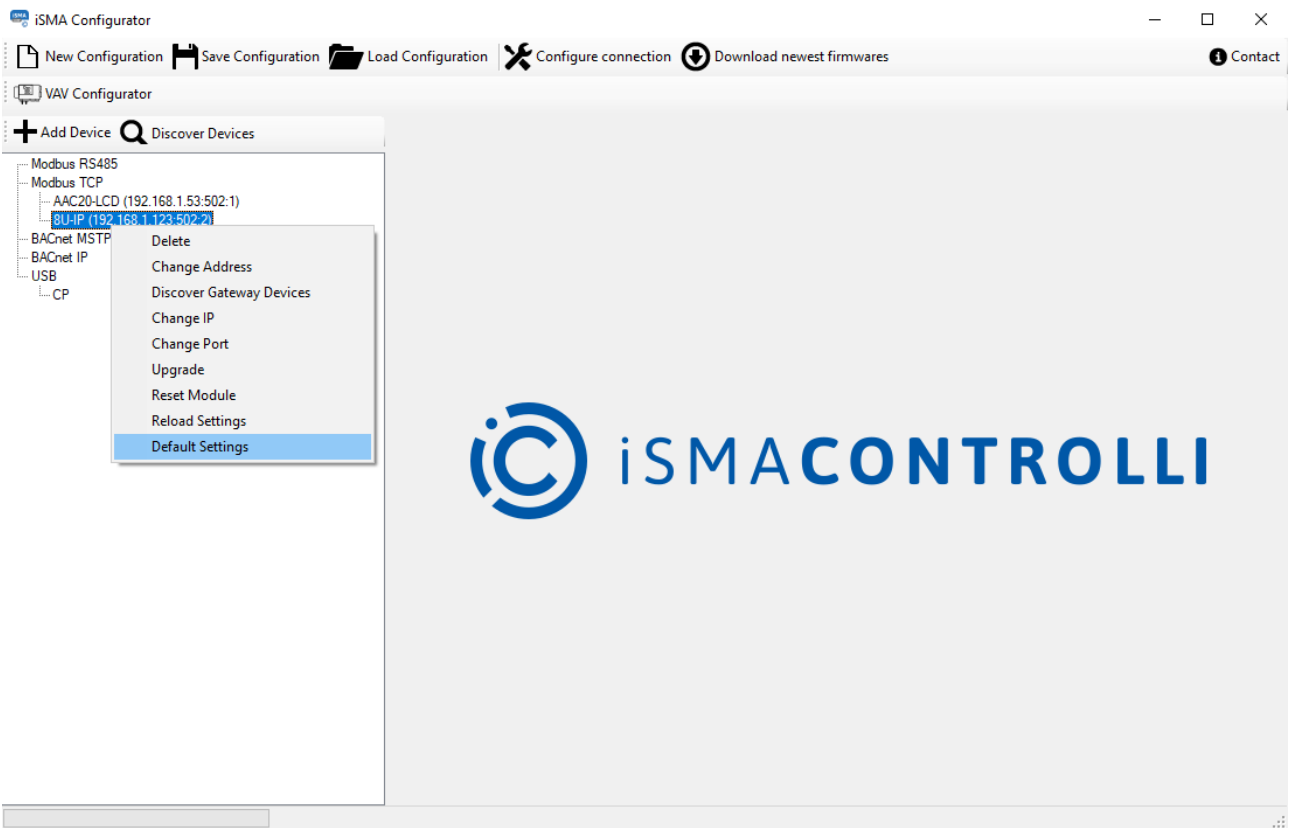 iSMA Configurator
New Configuration Save Configuration Load Configuration Configure connection Download newest firmwares Contact
VAV Configurator
Add Device Discover Devices
Modbus RS485
Modbus TCP
AAC20-LCD (192.168.1.53:502:1)
8U-IP (192.168.1.123:502:2)
BACnet MSTP
BACnet IP
USB
CP
Delete
Change Address
Discover Gateway Devices
Change IP
Change Port
Upgrade
Reset Module
Reload Settings
Default Settings
iSMACONTROLLI